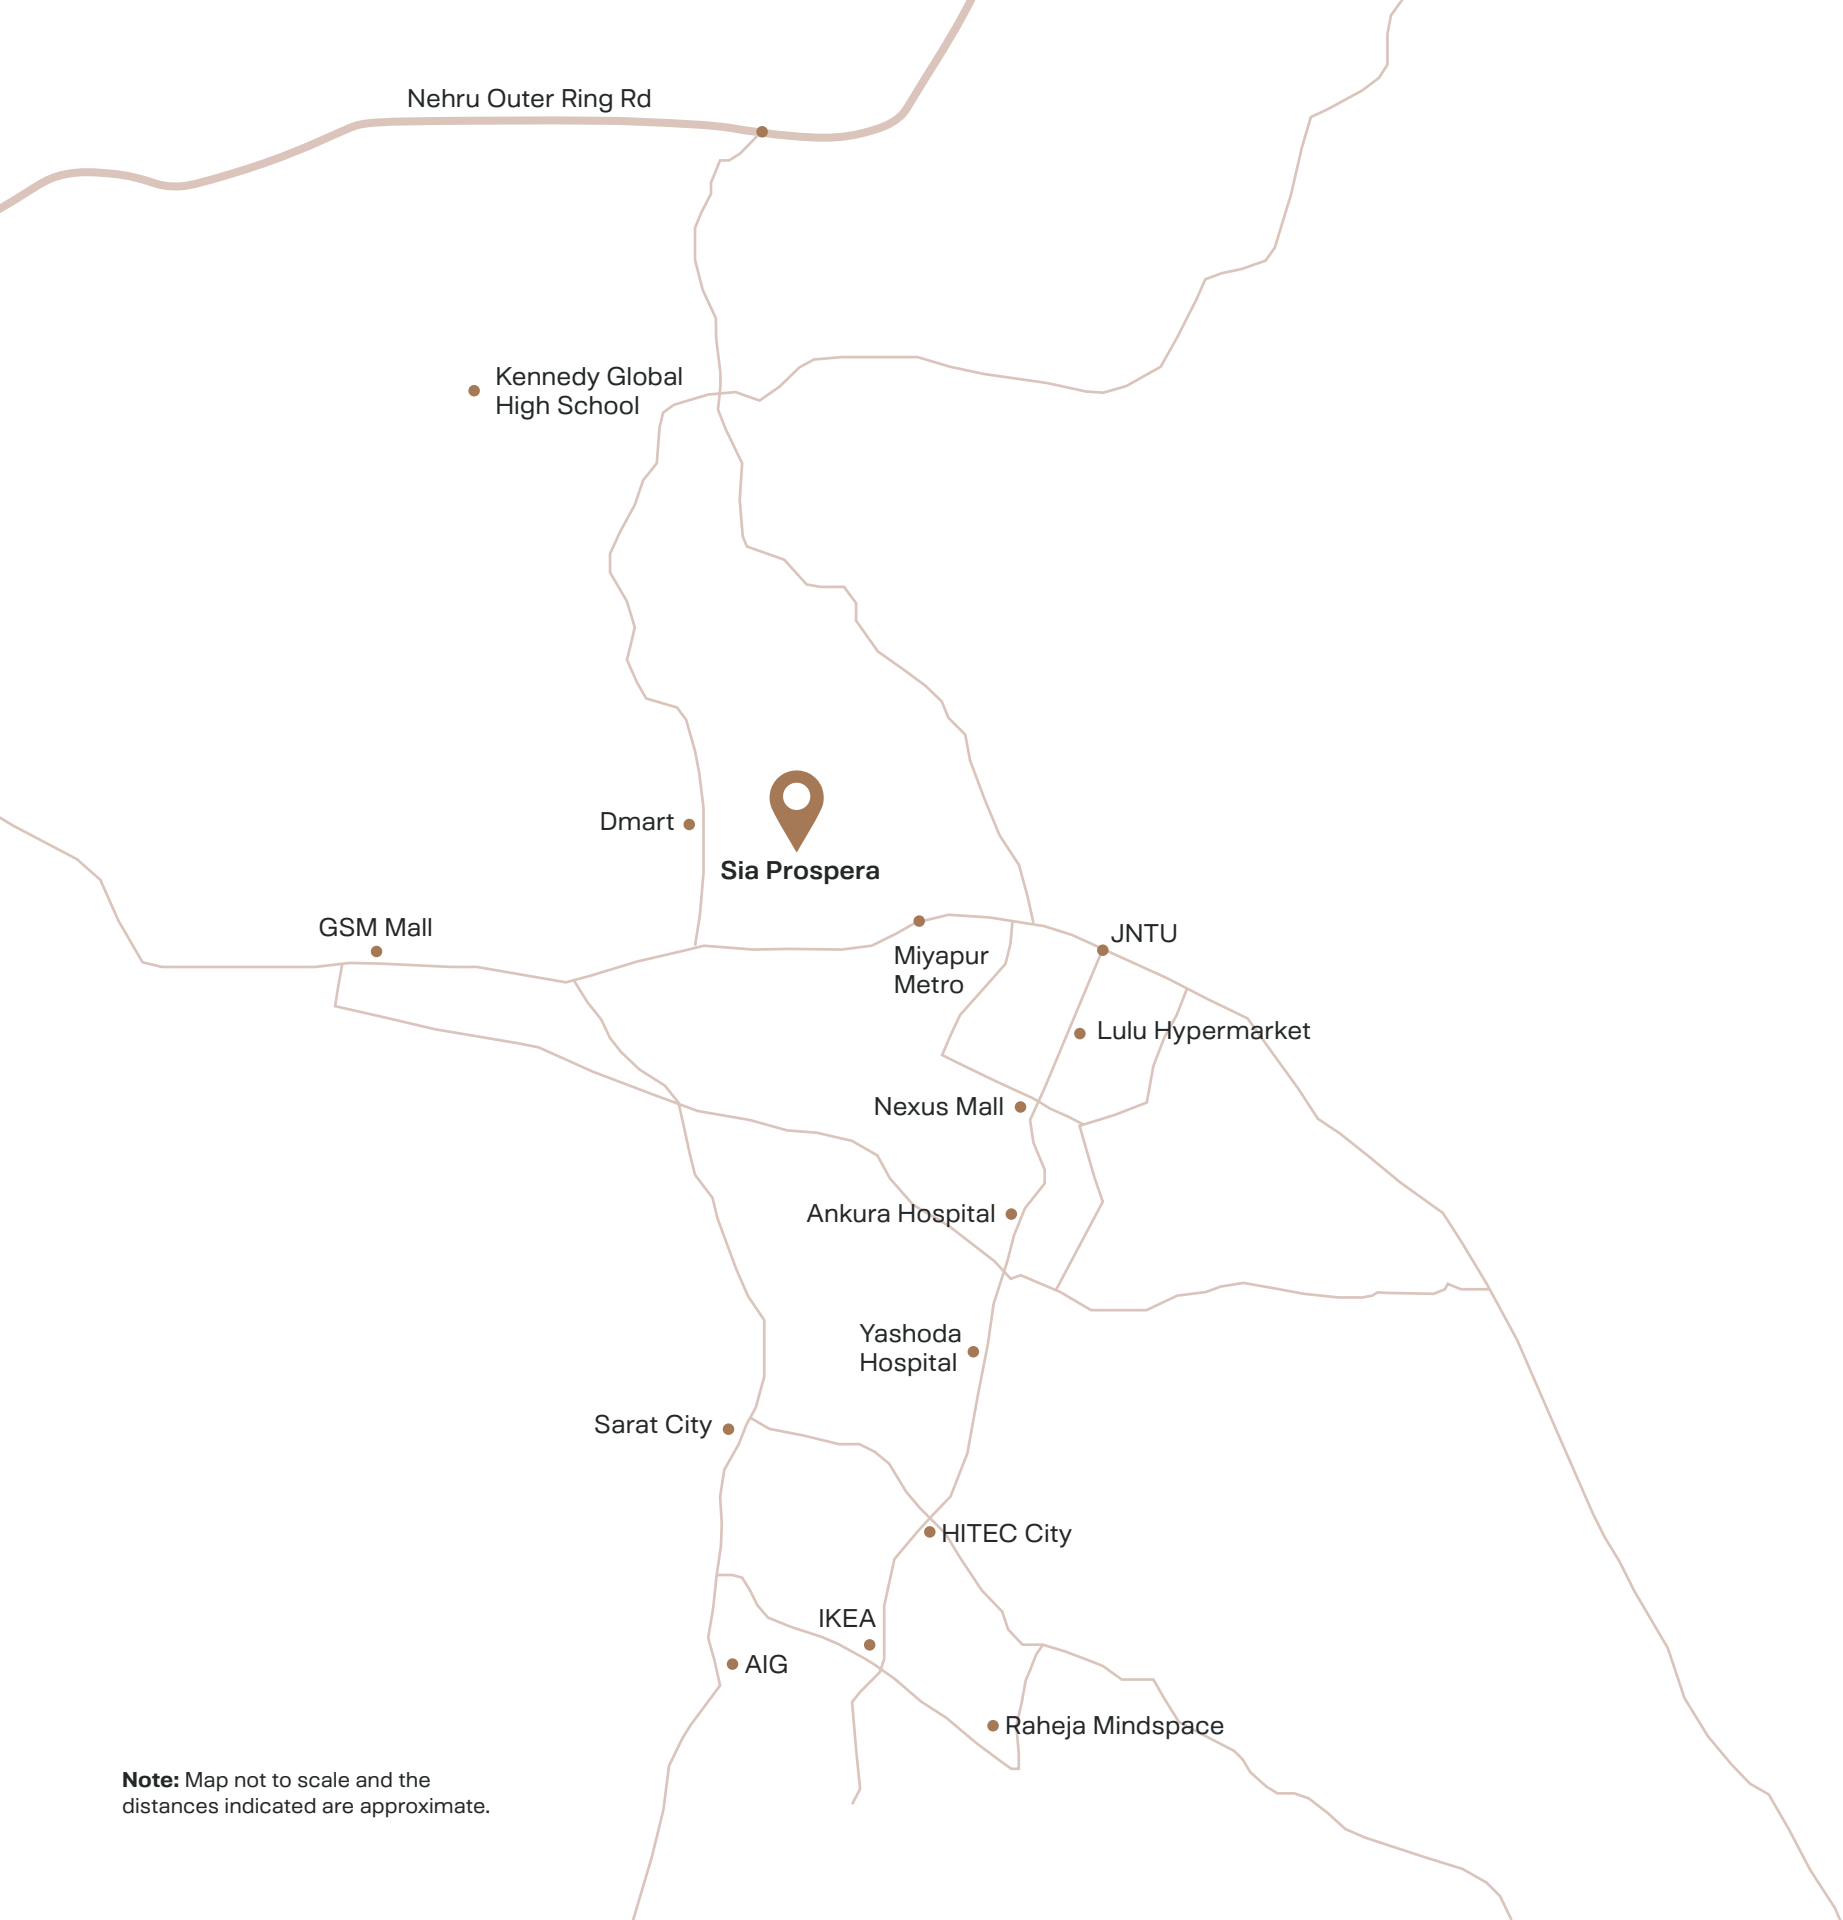 Nehru Outer Ring Rd
Kennedy Global
High School
Dmart
Sia Prospera
GSM Mall
JNTU
Miyapur
Metro
Lulu Hypermarket
Nexus Mall
Ankura Hospital
Yashoda
Hospital
Sarat City
HITEC City
IKEA
AIG
Raheja Mindspace
Note: Map not to scale and the
distances indicated are approximate.